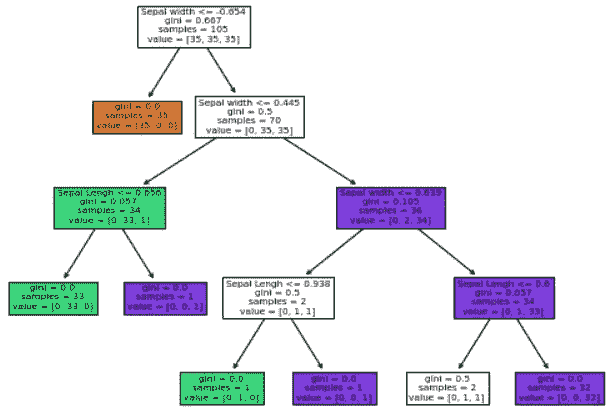 Sepal width <= -0.654
gini = 0.667
samples = 105
value = [35, 35, 35]
gini = 0.0
samples = 35
value = [35, 0, 0]
Sepal width <= 0.445
gini = 0.5
samples = 70
value = [0, 35, 35]
Sepal Lengh <= 0.656
gini = 0.057
samples = 34
value = [0, 33, 1]
Sepal width <=
gini = 0.105
samples = 36
value = [0, 2, 34]
gini = 0.0
samples = 33
value = [0, 33, 0]
gini = 0.0
samples = 1
value = [0, 0, 1]
Sepal Lengh <= 0.938
gini = 0.5
samples = 2
value = [0, 1, 1]
Sepal Lengh <= 0.6
gini = 0.057
samples = 34
value = [0, 1, 33]
gini = 0.0
samples = 1
value = [0, 1, 0]
gini = 0.0
samples = 1
value = [0, 0, 1]
gini = 0.5
samples = 2
value = [0, 1, 1]
gini = 0.0
samples = 32
value = [0, 0, 32]